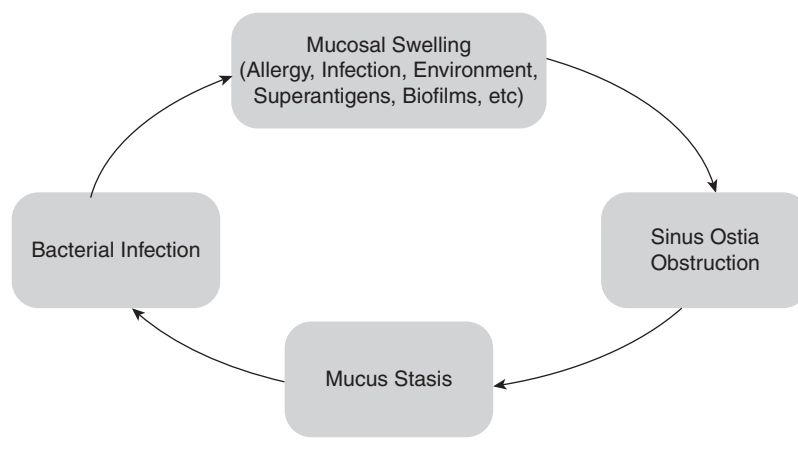 Mucosal Swelling
(Allergy, Infection, Environment,
Superantigens, Biofilms, etc)
Sinus Ostia
Obstruction
Bacterial Infection
Mucus Stasis